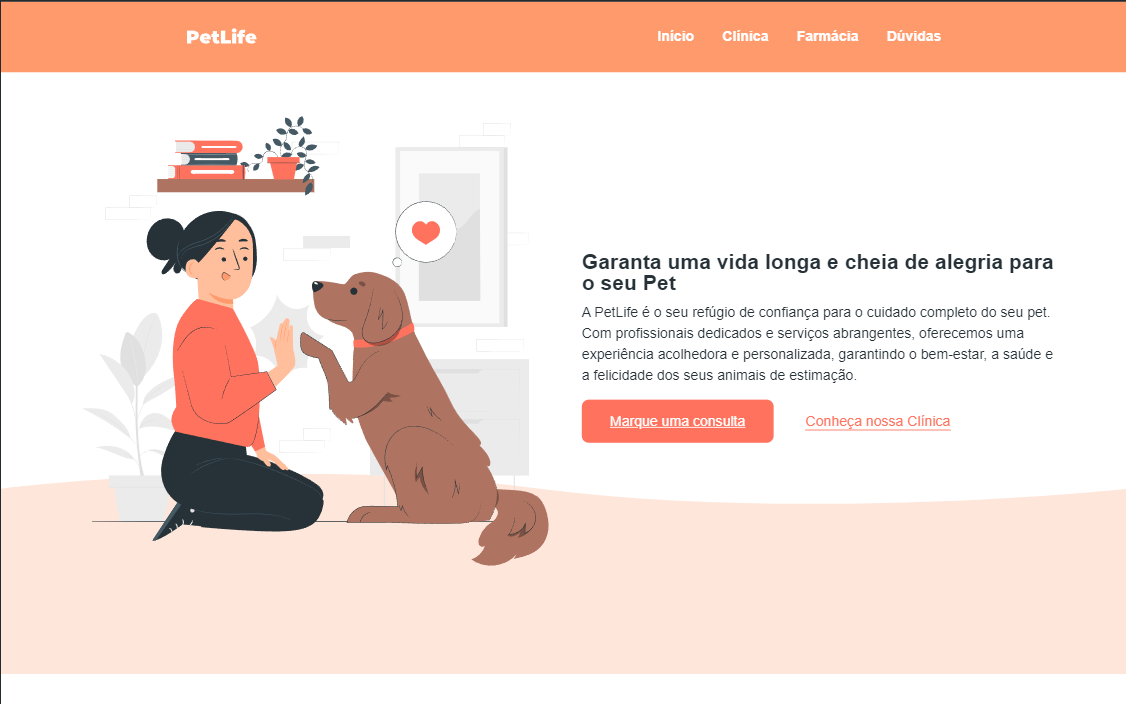 PetLife
Início Clínica Farmácia Dúvidas
Garanta uma vida longa e cheia de alegria para
o seu Pet
A PetLife é o seu refúgio de confiança para o cuidado completo do seu pet.
Com profissionais dedicados e serviços abrangentes, oferecemos uma
experiência acolhedora e personalizada, garantindo o bem-estar, a saúde e
a felicidade dos seus animais de estimação.
Marque uma consulta Conheça nossa Clínica